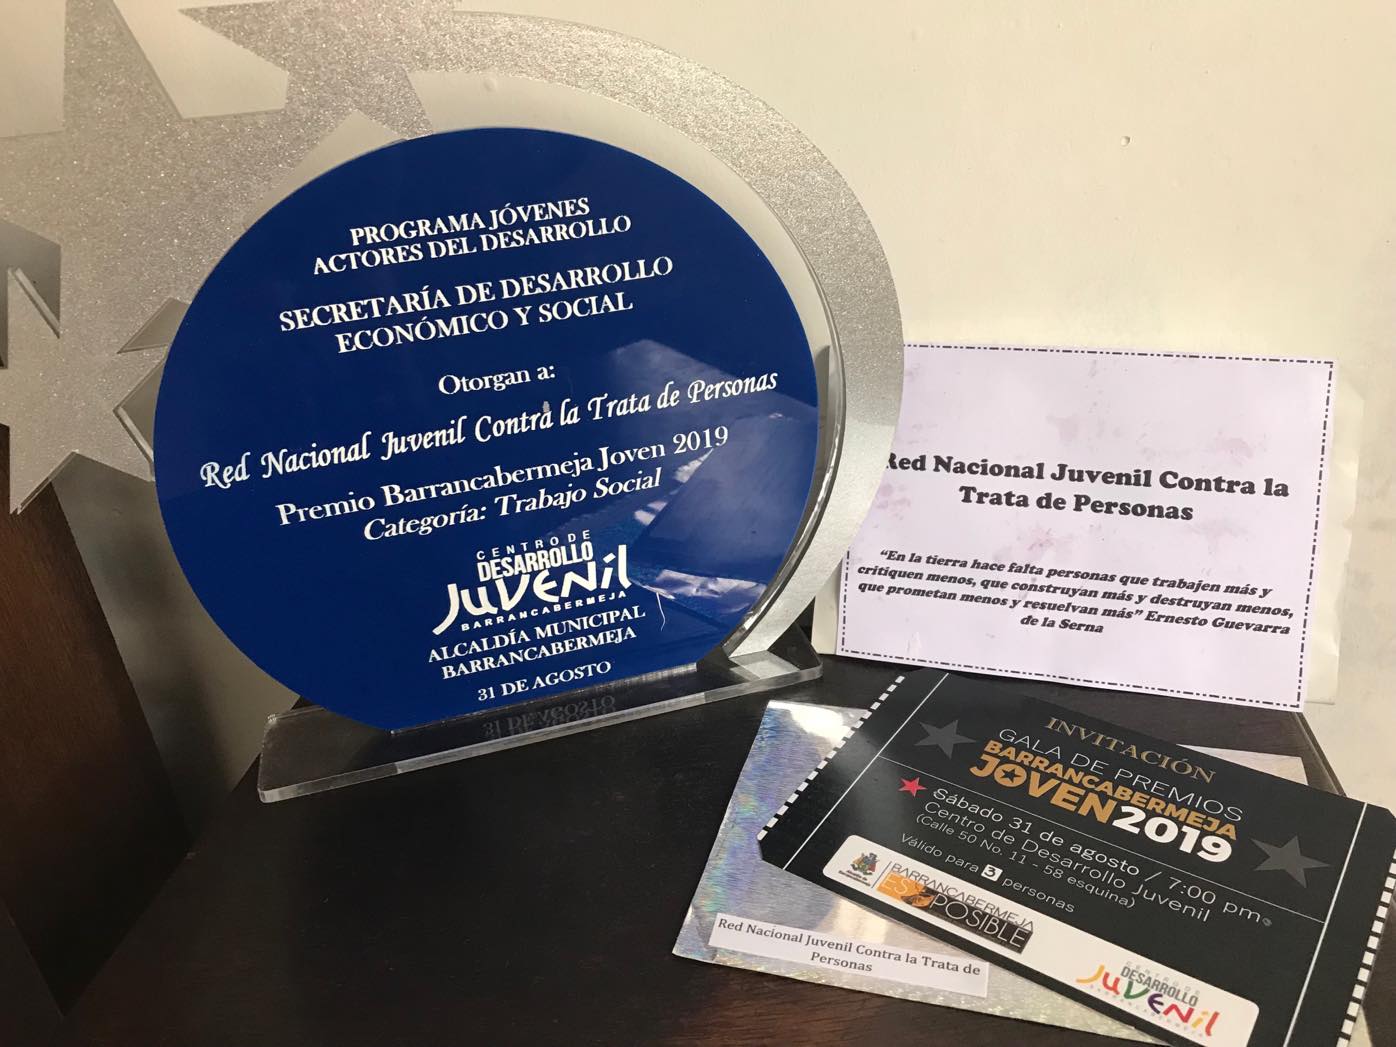 PROGRAMA JÓVENES
ACTORES DEL DESARROLLO
SECRETARÍA DE DESARROLLO
ECONÓMICO Y SOCIAL
Otorgan a:
Red Nacional Juvenil Contra la Trata de Personas
Premio Barrancabermeja Joven 2019
Categoría: Trabajo Social
CENTRO DE
DESARROLLO
JUVENIL
BARRANCABERMEJA
ALCALDÍA MUNICIPAL
BARRANCABERMEJA
31 DE AGOSTO
Red Nacional Juvenil Contra la
Trata de Personas
“En la tierra hace falta personas que trabajen más y
critiquen menos, que construyan más y destruyan menos,
que prometan menos y resuelvan más” Ernesto Guevarra
de la Serna
INVITACIÓN
GALA DE PREMIOS
BARRANCABERMEJA
JOVEN2019
Sábado 31 de agosto / 7:00 pm.
Centro de Desarrollo Juvenil
(Calle 50 No. 11 - 58 esquina)
Válido para 3 personas
BARRANCABERMEJA
ES POSIBLE
CENTRO DE
DESARROLLO
JUVENIL
BARRANCABERMEJA
Red Nacional Juvenil Contra la Trata de
Personas